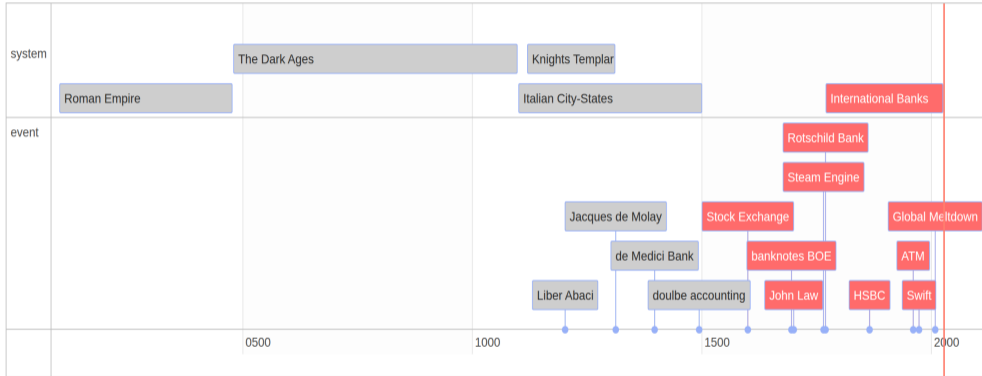 system
The Dark Ages
Knights Templar
Roman Empire
Italian City-States
International Banks
event
Rotschild Bank
Steam Engine
Jacques de Molay
Stock Exchange
Global Meltdown
de Medici Bank
banknotes BOE
ATM
Liber Abaci
doulbe accounting
John Law
HSBC
Swift
0500
1000
1500
2000